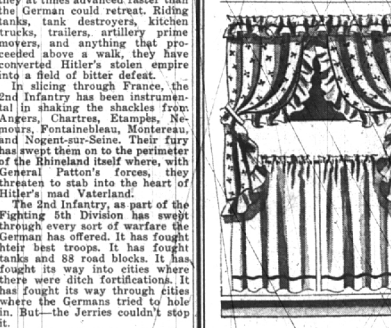 they at times advanced faster than
the German could retreat. Riding
tanks, tank destroyers, kitchen
trucks, trailers, artillery prime
movers, and anything that pro-
ceeded above a walk, they have
converted Hitler's stolen empire
into a field of bitter defeat.
In slicing through France, the
2nd Infantry has been instrumen-
tal in shaking the shackles from
Angers, Chartres, Etampes, Ne-
mours, Fontainebleau, Montereau,
and Nogent-sur-Seine. Their fury
has swept them on to the perimeter
of the Rhineland itself where, with
General Patton's forces, they
threaten to stab into the heart of
Hitler's mad Vaterland.
The 2nd Infantry, as part of the
Fighting 5th Division has swept
through every sort of warfare the
German has offered. It has fought
hteir best troops. It has fought
tanks and 88 road blocks. It has
fought its way into cities where
there were ditch fortifications. It
has fought its way through cities
where the Germans tried to hole
in. But—the Jerries couldn't stop
it.